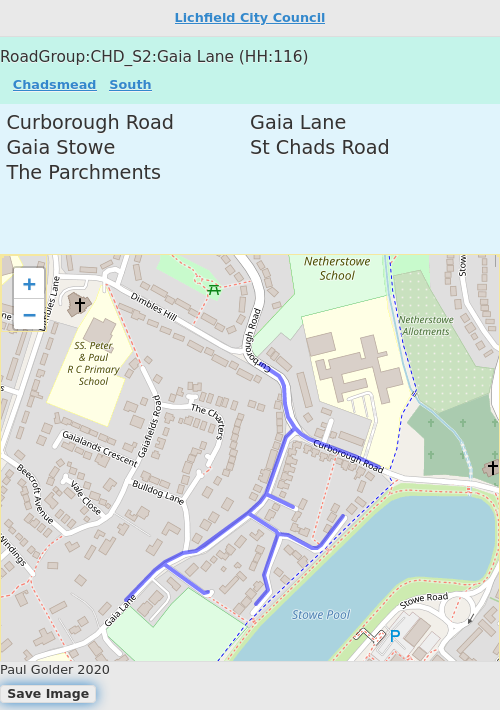 Lichfield City Council
RoadGroup:CHD_S2:Gaia Lane (HH:116)
Chadsmead South
Curborough Road Gaia Lane
Gaia Stowe St Chads Road
The Parchments
+
−
Netherstowe
School
Stowe
Dimbles Lane
Dimbles Hill
Curborough Road
Netherstowe
Allotments
ne
SS. Peter
& Paul
R C Primary
School
Curb
s
Gaiafields Road
The Charters
Gaialands Crescent
Curborough Road
Beecroft Avenue
Vale Close
Bulldog Lane
Windings
Gaia Lane
Stowe Pool
Stowe Road
P
Paul Golder 2020
Save Image